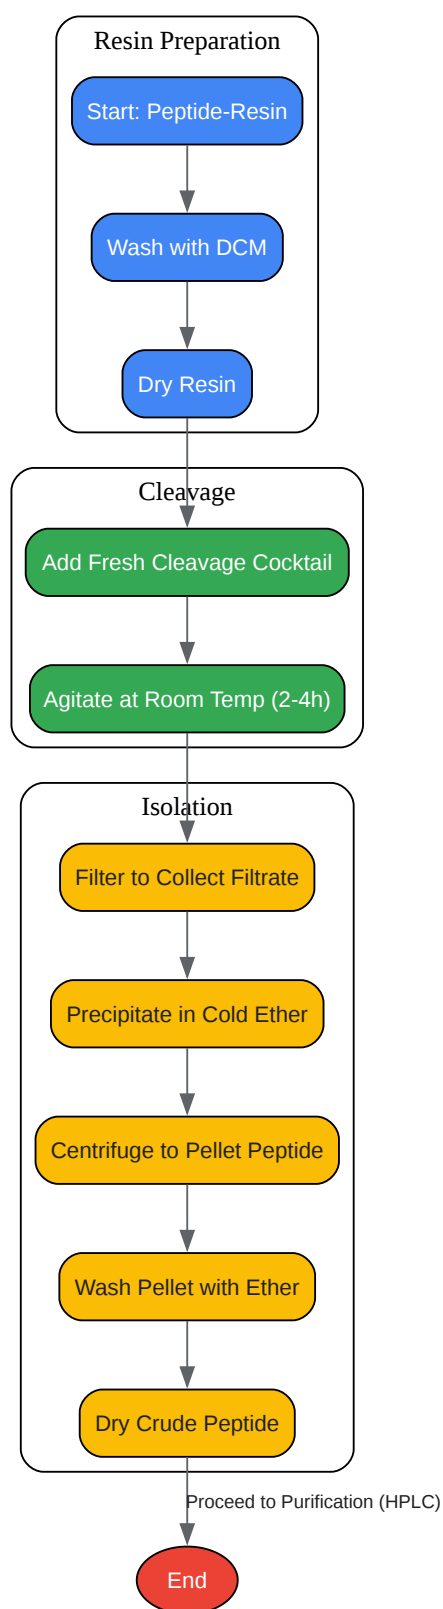 Resin Preparation
Start: Peptide-Resin
Wash with DCM
Dry Resin
Cleavage
Add Fresh Cleavage Cocktail
Agitate at Room Temp (2-4h)
Isolation
Filter to Collect Filtrate
Precipitate in Cold Ether
Centrifuge to Pellet Peptide
Wash Pellet with Ether
Dry Crude Peptide
Proceed to Purification (HPLC)
End